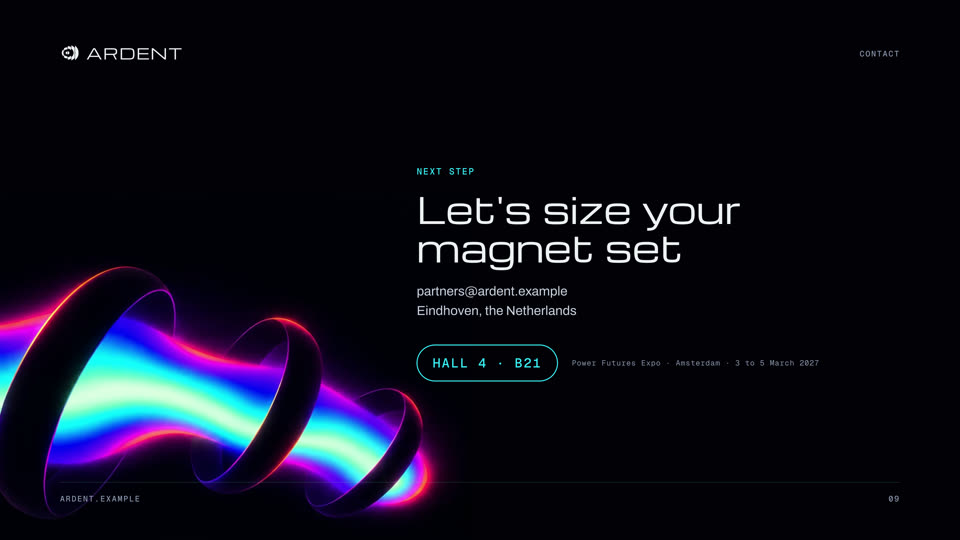 ARDENT
CONTACT
NEXT STEP
Let's size your
magnet set
partners@ardent.example
Eindhoven, the Netherlands
HALL 4 · B21
Power Futures Expo · Amsterdam · 3 to 5 March 2027
ARDENT.EXAMPLE
09